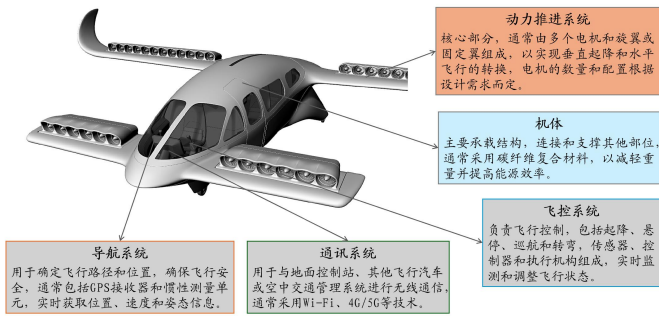 动力推进系统
核心部分，通常由多个电机和旋翼或
固定翼组成，以实现垂直起降和水平
飞行的转换，电机的数量和配置根据
设计需求而定。
机体
主要承载结构，连接和支撑其他部位，
通常采用碳纤维复合材料，以减轻重
量并提高能源效率。
飞控系统
负责飞行控制，包括起降、悬
停、巡航和转弯，传感器、控
制器和执行机构组成，实时监
测和调整飞行状态。
导航系统
用于确定飞行路径和位置，确保飞行安
全，通常包括GPS接收器和惯性测量单
元，实时获取位置、速度和姿态信息。
通讯系统
用于与地面控制站、其他飞行汽车
或空中交通管理系统进行无线通信，
通常采用Wi-Fi、4G/5G等技术。